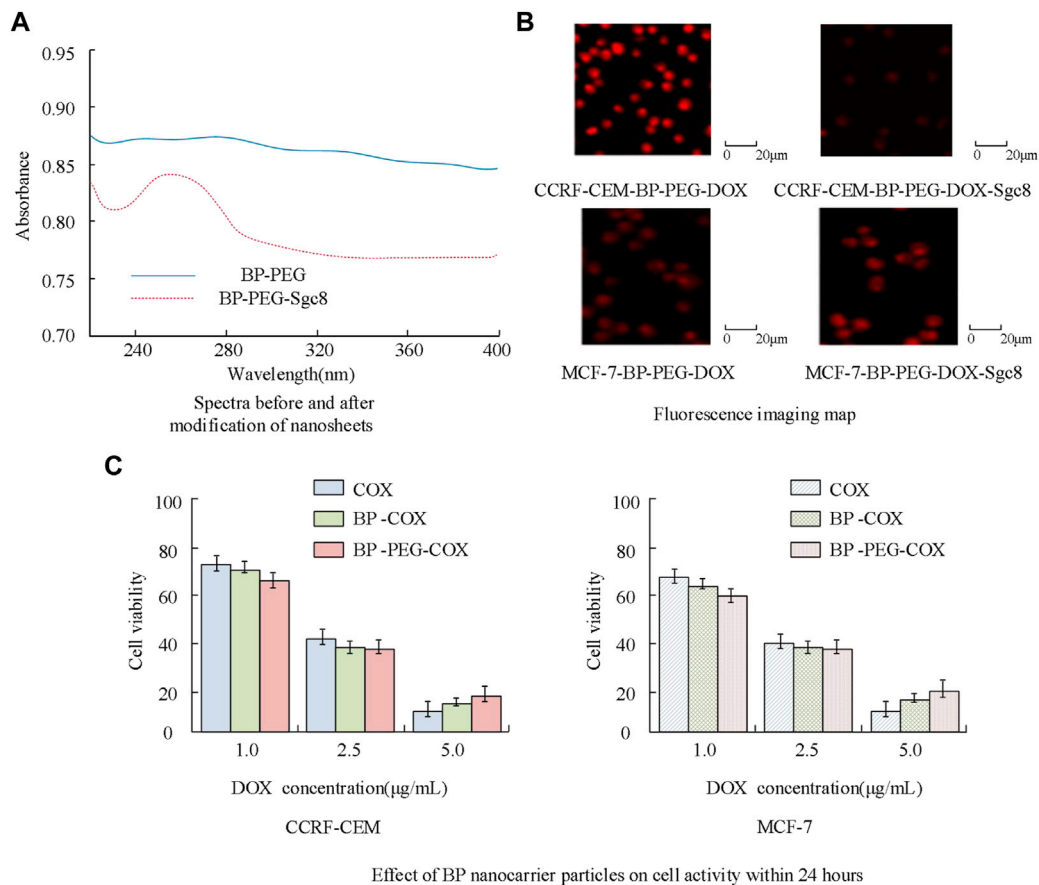 A
0.95
0.90
0.85
0.80
0.75
0.70
Absorbance
BP-PEG
BP-PEG-Sgc8
240 280 320 360 400
Wavelength(nm)
Spectra before and after
modification of nanosheets
B
0 20μm
0 20μm
CCRF-CEM-BP-PEG-DOX
CCRF-CEM-BP-PEG-DOX-Sgc8
0 20μm
0 20μm
MCF-7-BP-PEG-DOX
MCF-7-BP-PEG-DOX-Sgc8
Fluorescence imaging map
C
100
80
60
40
20
0
Cell viability
COX
BP -COX
BP -PEG-COX
1.0 2.5 5.0
DOX concentration(μg/mL)
CCRF-CEM
100
80
60
40
20
0
Cell viability
COX
BP -COX
BP -PEG-COX
1.0 2.5 5.0
DOX concentration(μg/mL)
MCF-7
Effect of BP nanocarrier particles on cell activity within 24 hours